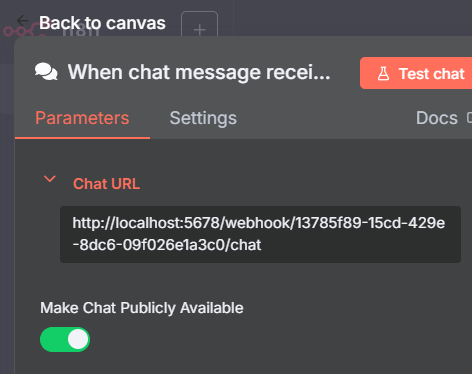 Back to canvas
n8n
When chat message recei...
Test chat
Parameters
Settings
Docs
Chat URL
http://localhost:5678/webhook/13785f89-15cd-429e
-8dc6-09f026e1a3c0/chat
Make Chat Publicly Available